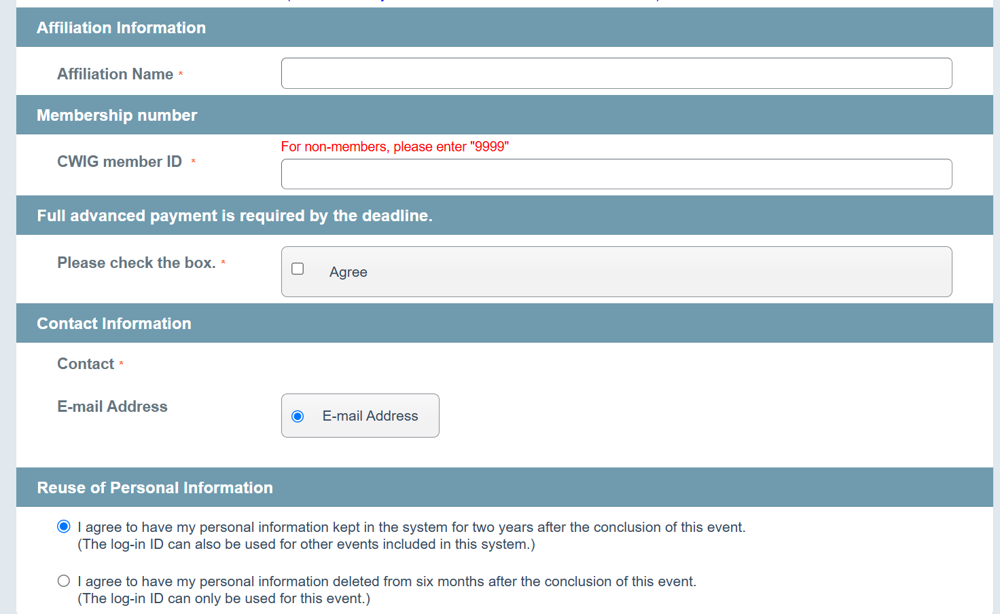 Affiliation Information
Affiliation Name *
Membership number
For non-members, please enter "9999"
CWIG member ID *
Full advanced payment is required by the deadline.
Please check the box. *
Agree
Contact Information
Contact *
E-mail Address
E-mail Address
Reuse of Personal Information
I agree to have my personal information kept in the system for two years after the conclusion of this event.
(The log-in ID can also be used for other events included in this system.)
I agree to have my personal information deleted from six months after the conclusion of this event.
(The log-in ID can only be used for this event.)